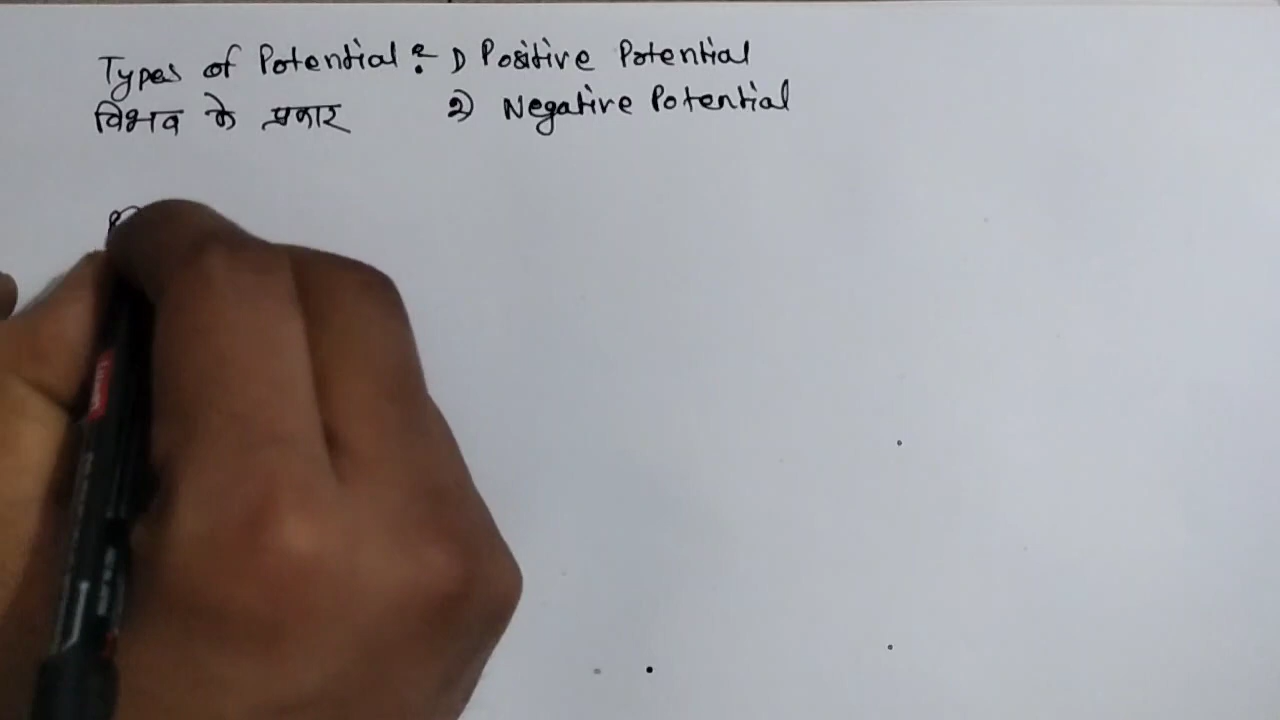 Types of Potential : 1) Positive Potential
विभव के प्रकार 2) Negative Potential